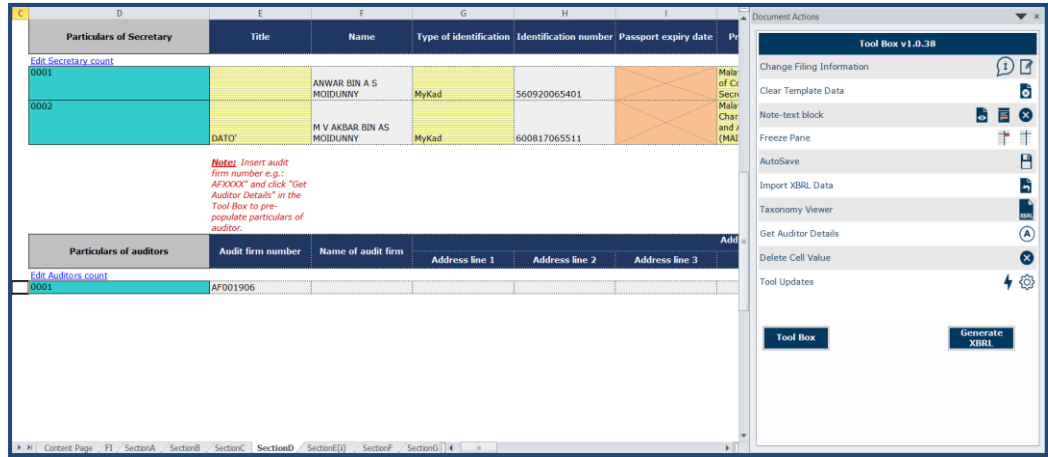 C D E F G H I
Document Actions
Particulars of Secretary Title Name Type of identification Identification number Passport expiry date Pr
Tool Box v1.0.38
Edit Secretary count
Change Filing Information
0001 ANWAR BIN A S MOIDUNNY MyKad 560920065401 Mala
of Co
Secre
Clear Template Data
0002 DATO' M V AKBAR BIN AS MOIDUNNY MyKad 600817065511 Mala
Char
and A
(MAI
Note-text block
Freeze Pane
AutoSave
Import XBRL Data
Taxonomy Viewer
XBRL
Get Auditor Details
A
Delete Cell Value
Tool Updates
Tool Box
Generate
XBRL
Note: Insert audit
firm number e.g.:
AFXXXX" and click "Get
Auditor Details" in the
Tool Box to pre-
populate particulars of
auditor.
Particulars of auditors Audit firm number Name of audit firm Add
Address line 1 Address line 2 Address line 3
Edit Auditors count
0001 AF001906
Content Page FI SectionA SectionB SectionC SectionD SectionE(i) SectionF SectionG